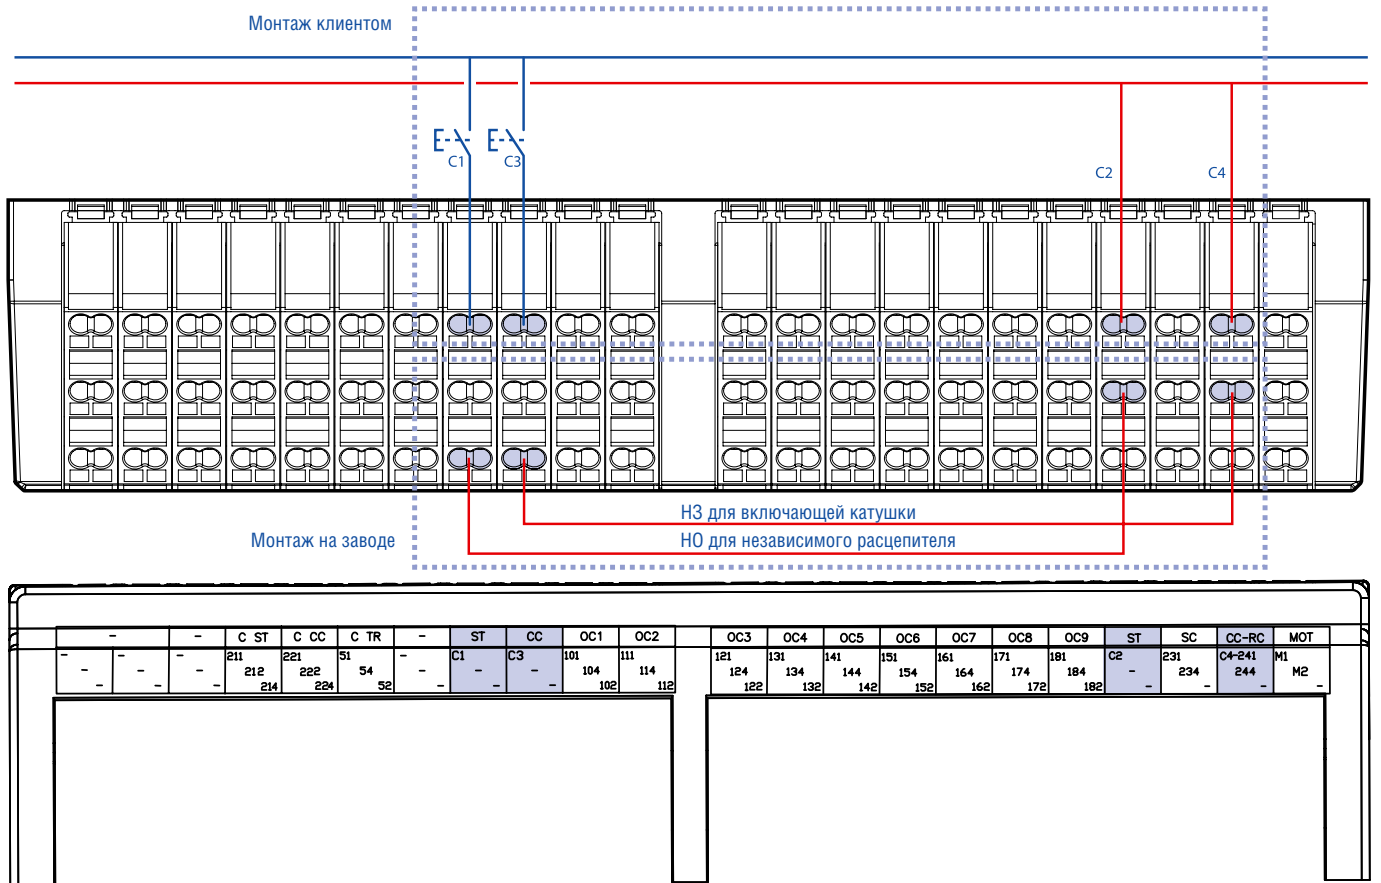 Монтаж клиентом
C1
C3
C2
C4
НЗ для включающей катушки
НО для независимого расцепителя
Монтаж на заводе
- - C ST C CC C TR - ST CC OC1 OC2 OC3 OC4 OC5 OC6 OC7 OC8 OC9 ST SC CC-RC MOT
- - - 211 221 51 - C1 C3 101 111 121 131 141 151 161 171 181 C2 231 C4-241 M1
- - - 212 222 54 - - - 104 114 124 134 144 154 164 174 184 - 234 244 M2
- - - 214 224 52 - - - 102 112 122 132 142 152 162 172 182 - - - -